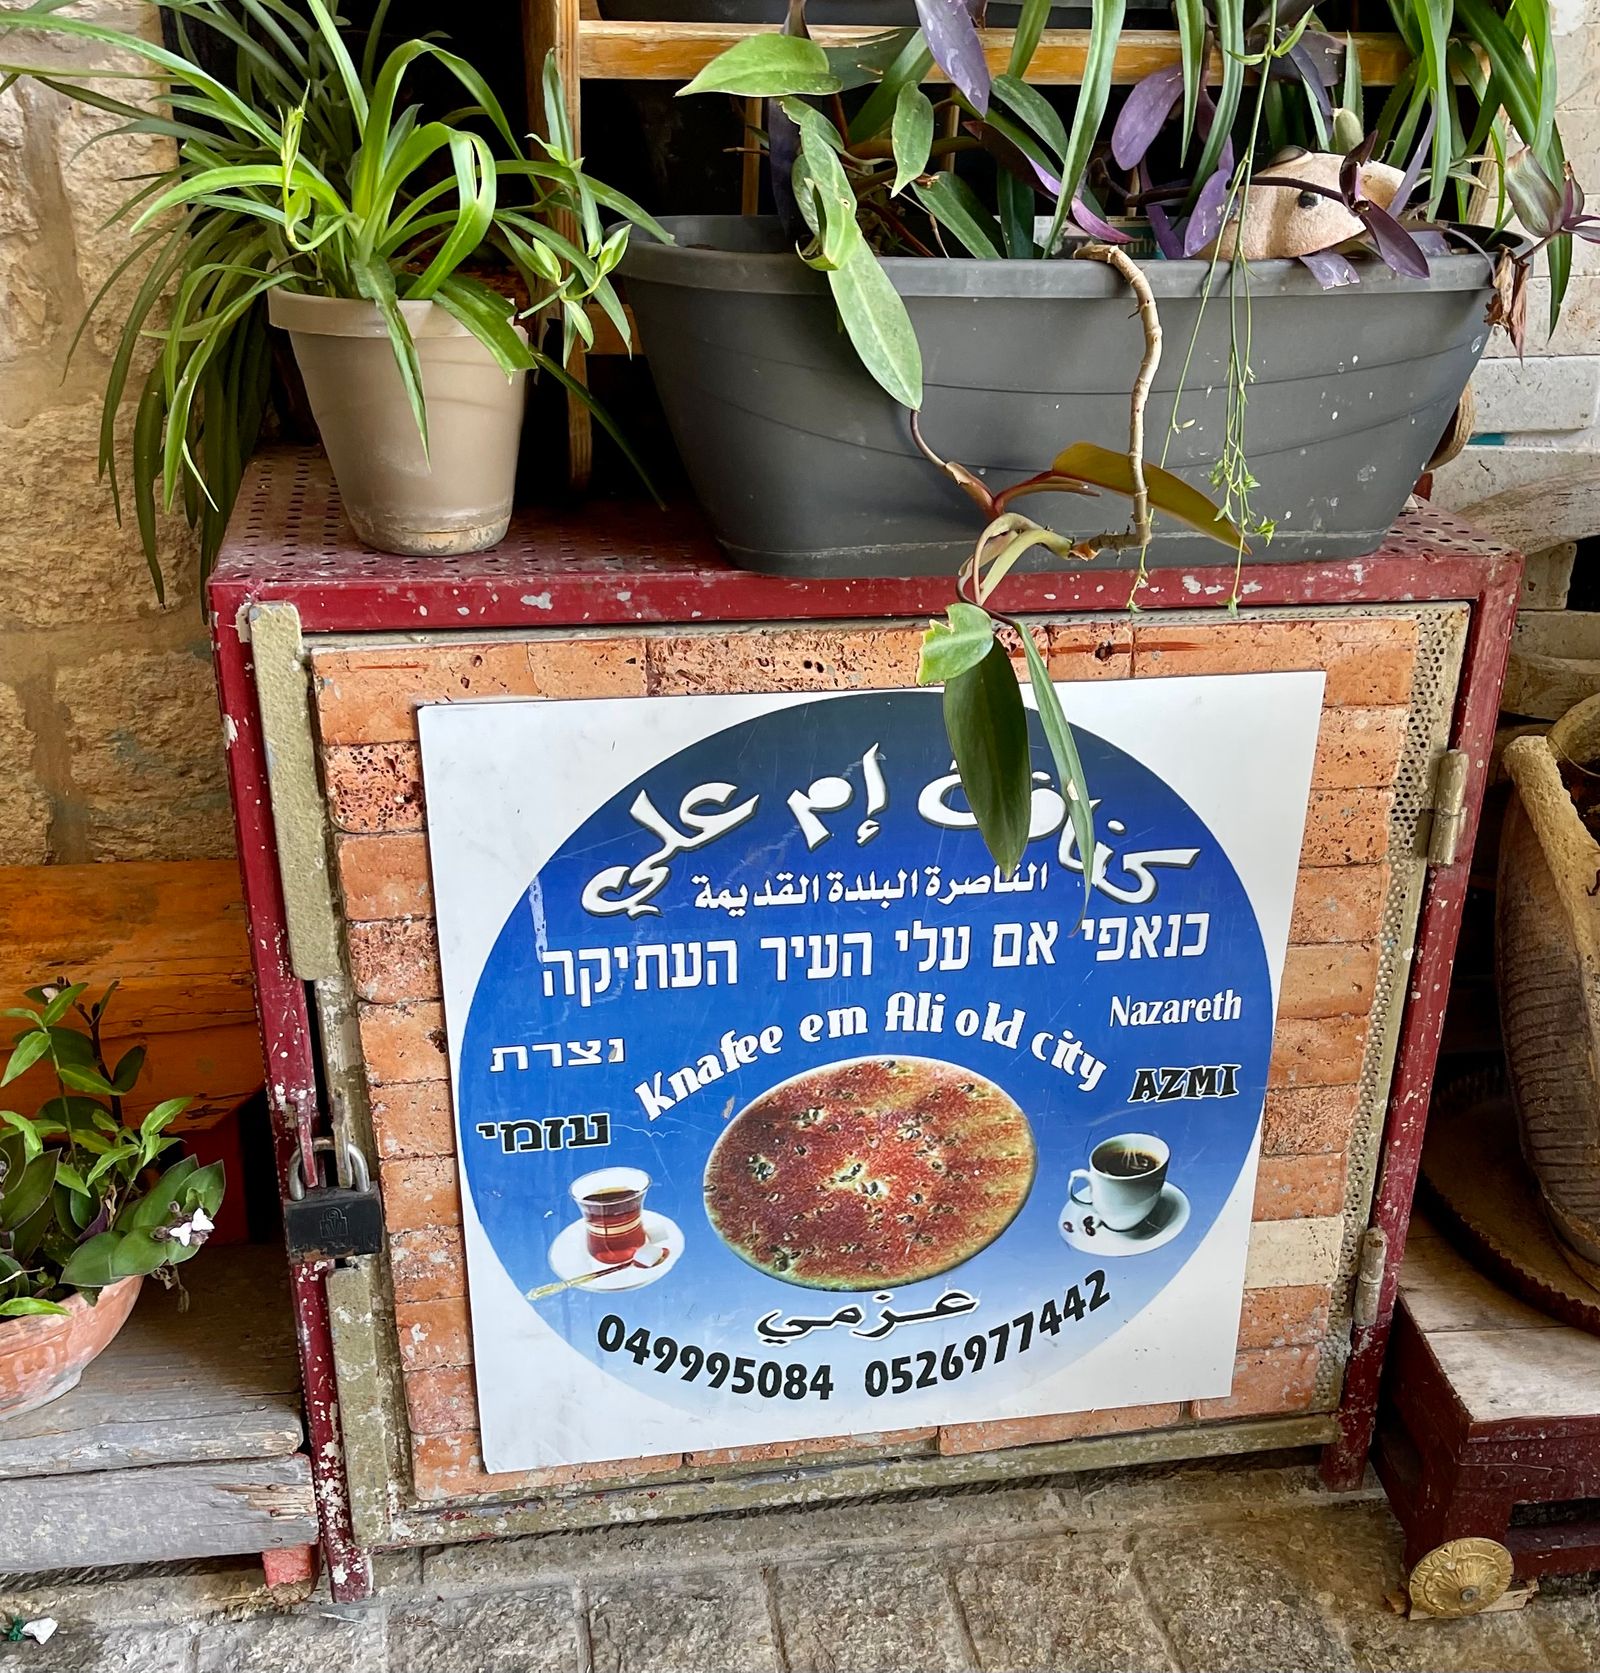 كنافة إم علي
الناصرة البلدة القديمة
כנאפי אם עלי העיר העתיקה
Knafee em Ali old city
Nazareth
נצרת
AZMI
עזמי
عزمي
049995084 0526977442